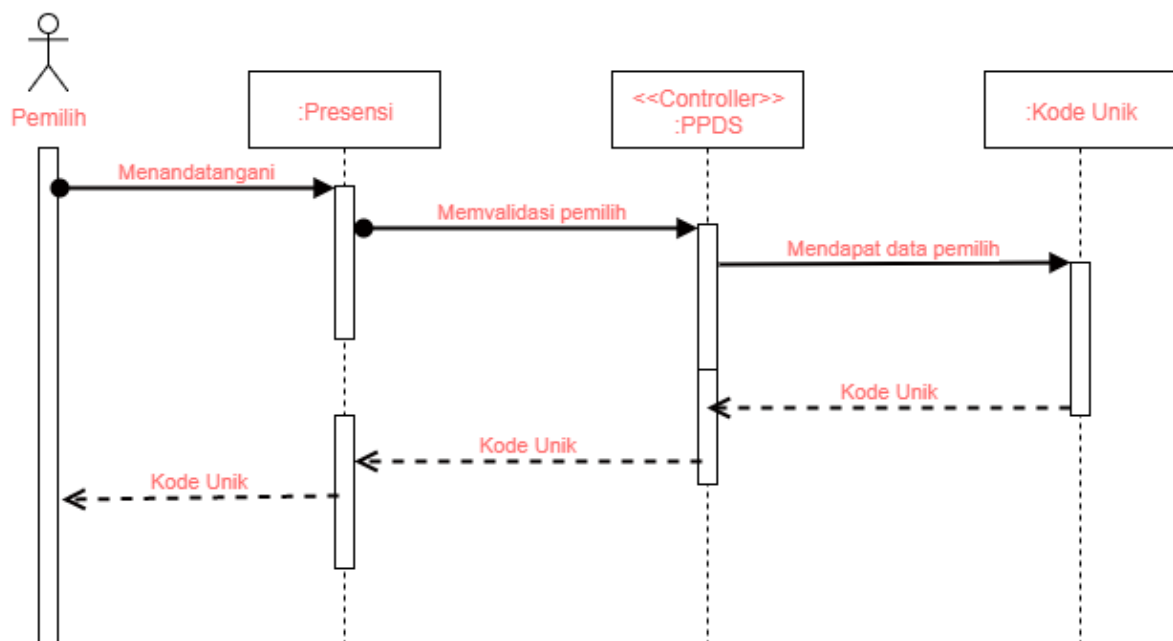 Pemilih
:Presensi
<<Controller>>
:PPDS
:Kode Unik
Menandatangani
Memvalidasi pemilih
Mendapat data pemilih
Kode Unik
Kode Unik
Kode Unik